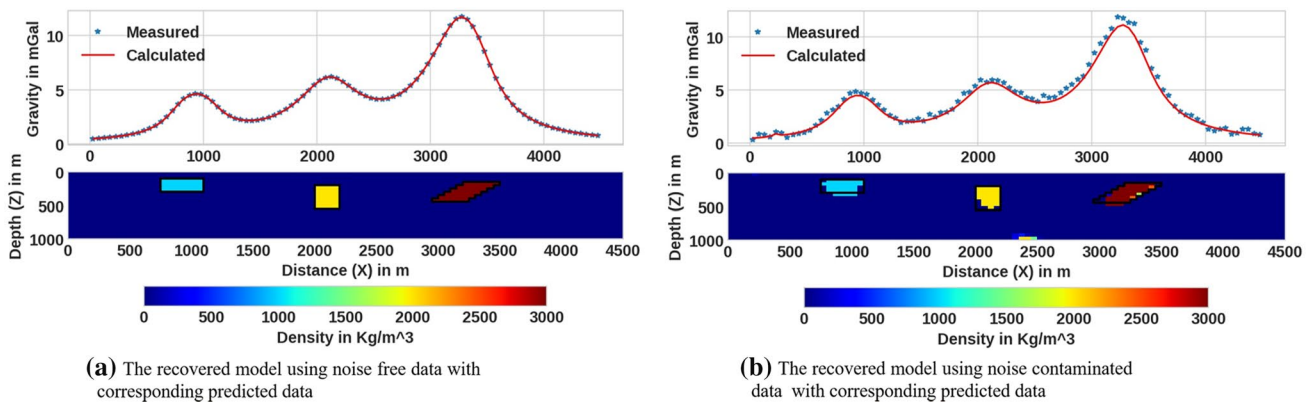 Gravity in mGal
10
5
0
Measured
Calculated
0 1000 2000 3000 4000
Depth (Z) in m
0
500
1000
0 500 1000 1500 2000 2500 3000 3500 4000 4500
Distance (X) in m
0 500 1000 1500 2000 2500 3000
Density in Kg/m^3
(a) The recovered model using noise free data with
corresponding predicted data
Gravity in mGal
10
5
0
Measured
Calculated
0 1000 2000 3000 4000
Depth (Z) in m
0
500
1000
0 500 1000 1500 2000 2500 3000 3500 4000 4500
Distance (X) in m
0 500 1000 1500 2000 2500 3000
Density in Kg/m^3
(b) The recovered model using noise contaminated
data with corresponding predicted data